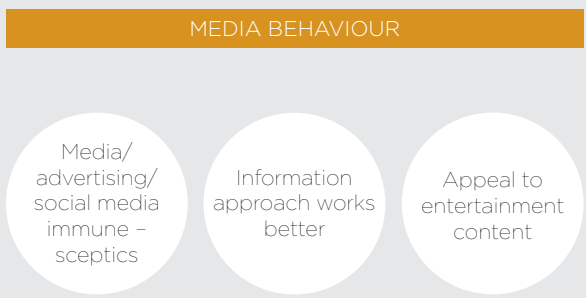 MEDIA BEHAVIOUR
Media/
advertising/
social media
immune –
sceptics
Information
approach works
better
Appeal to
entertainment
content